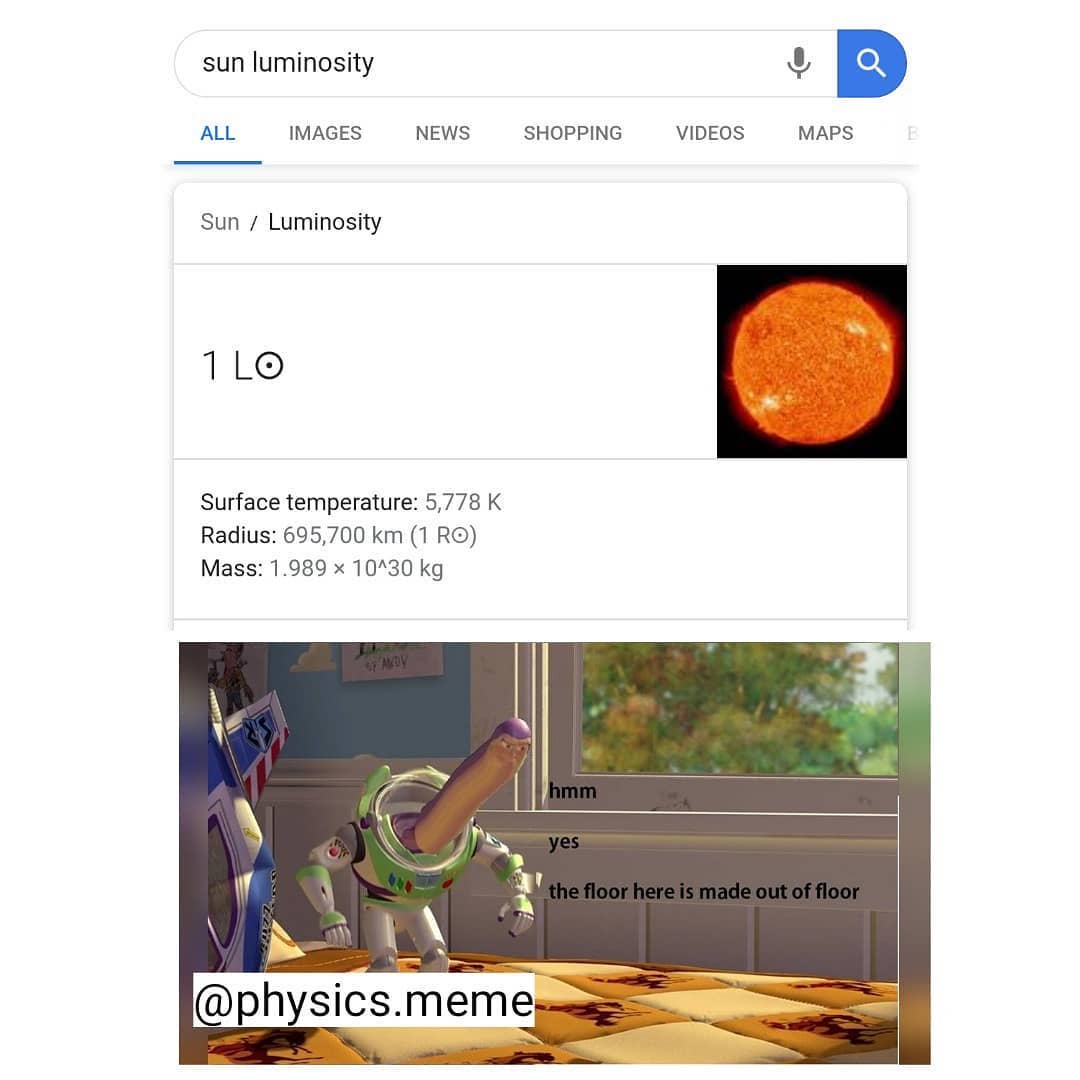 sun luminosity
ALL IMAGES NEWS SHOPPING VIDEOS MAPS B
Sun / Luminosity
1 L☉
Surface temperature: 5,778 K
Radius: 695,700 km (1 R☉)
Mass: 1.989 × 10^30 kg
ANDY
hmm
yes
the floor here is made out of floor
@physics.meme